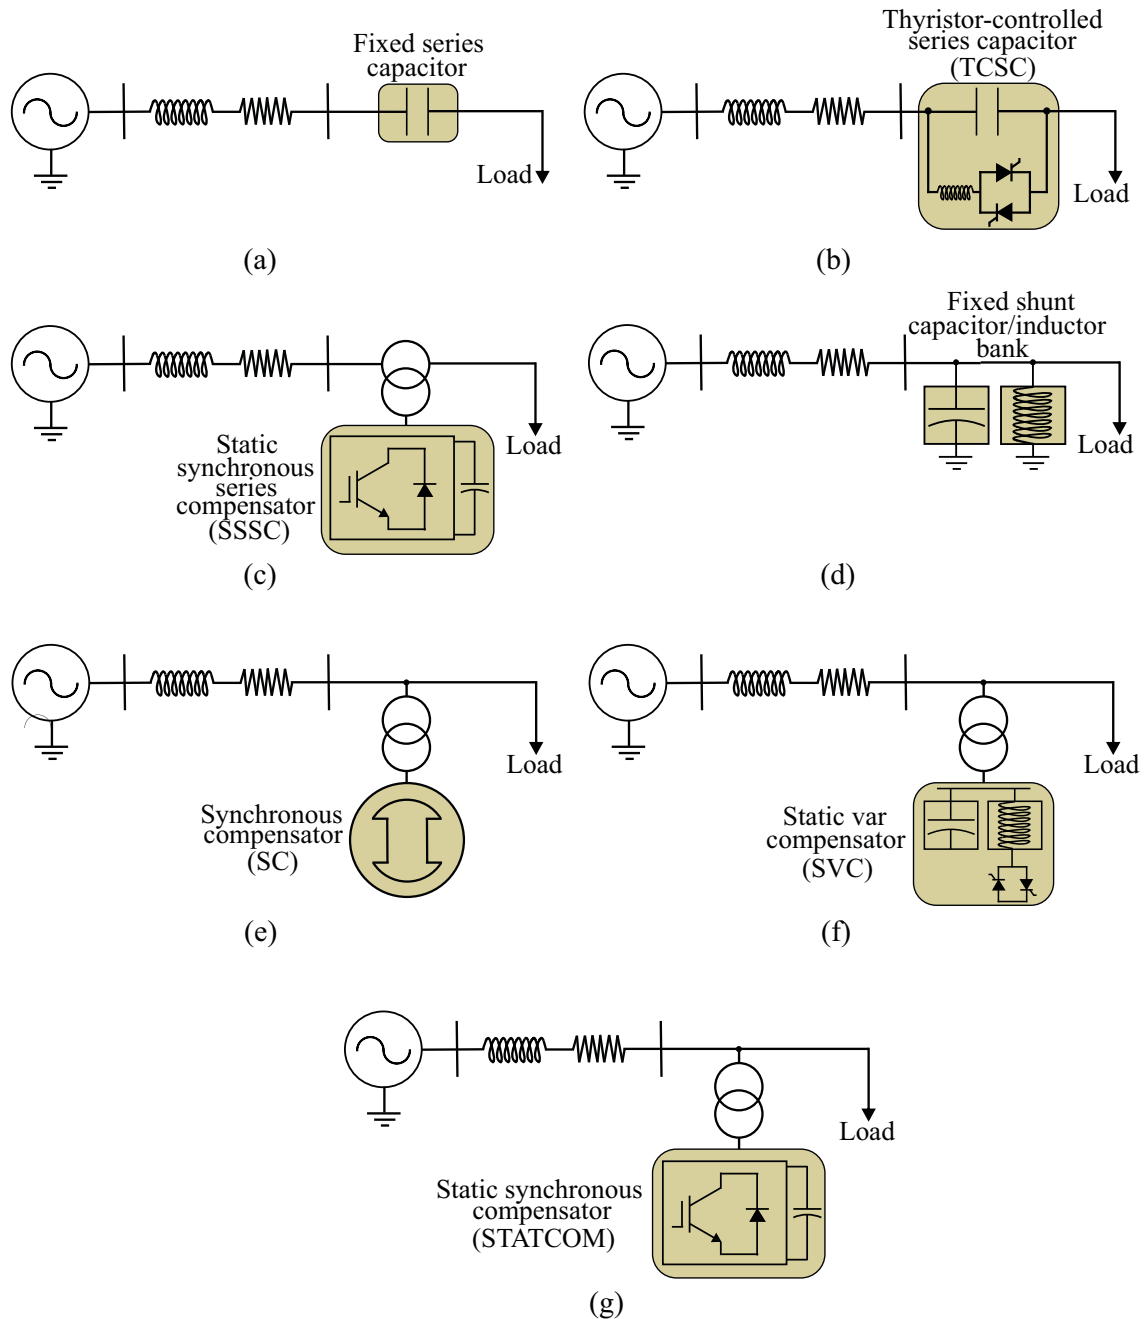 Fixed series
capacitor
Load
(a)
Thyristor-controlled
series capacitor
(TCSC)
Load
(b)
Static
synchronous
series
compensator
(SSSC)
Load
(c)
Fixed shunt
capacitor/inductor
bank
Load
(d)
Synchronous
compensator
(SC)
Load
(e)
Static var
compensator
(SVC)
Load
(f)
Static synchronous
compensator
(STATCOM)
Load
(g)